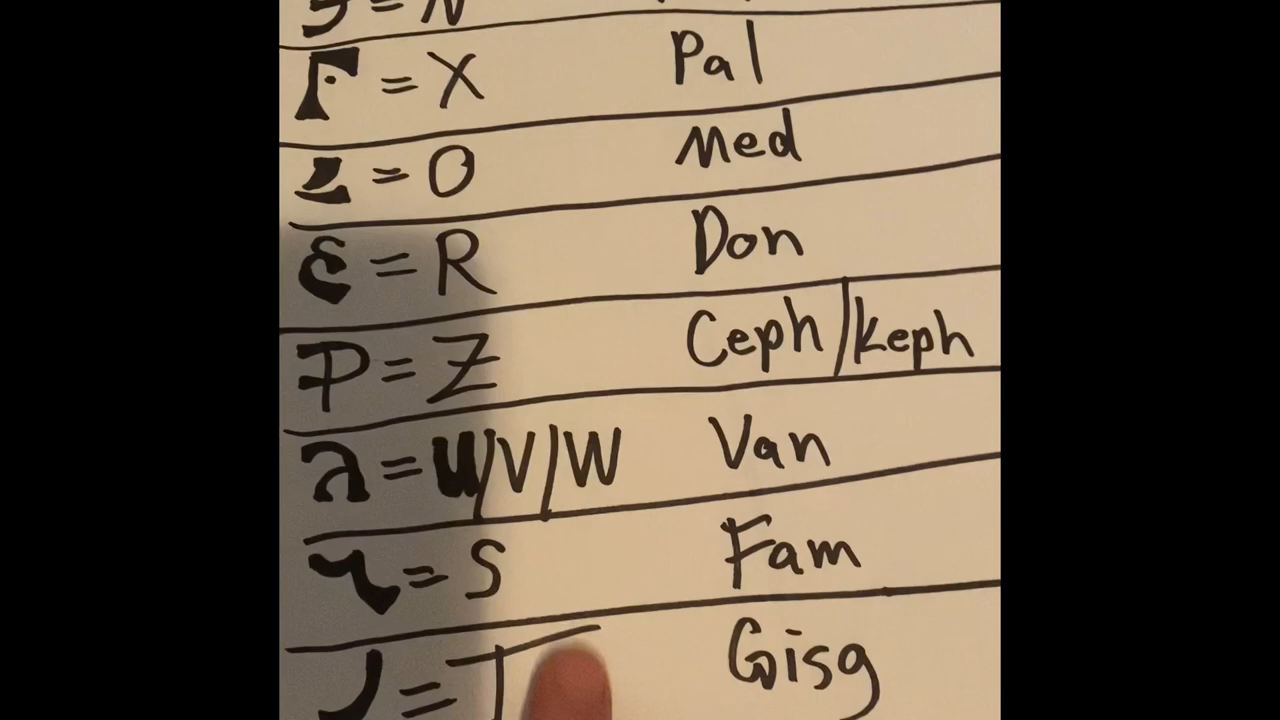 = N
= X Pal
= O Med
= R Don
= Z Ceph/Keph
= U/V/W Van
= S Fam
= T Gisg